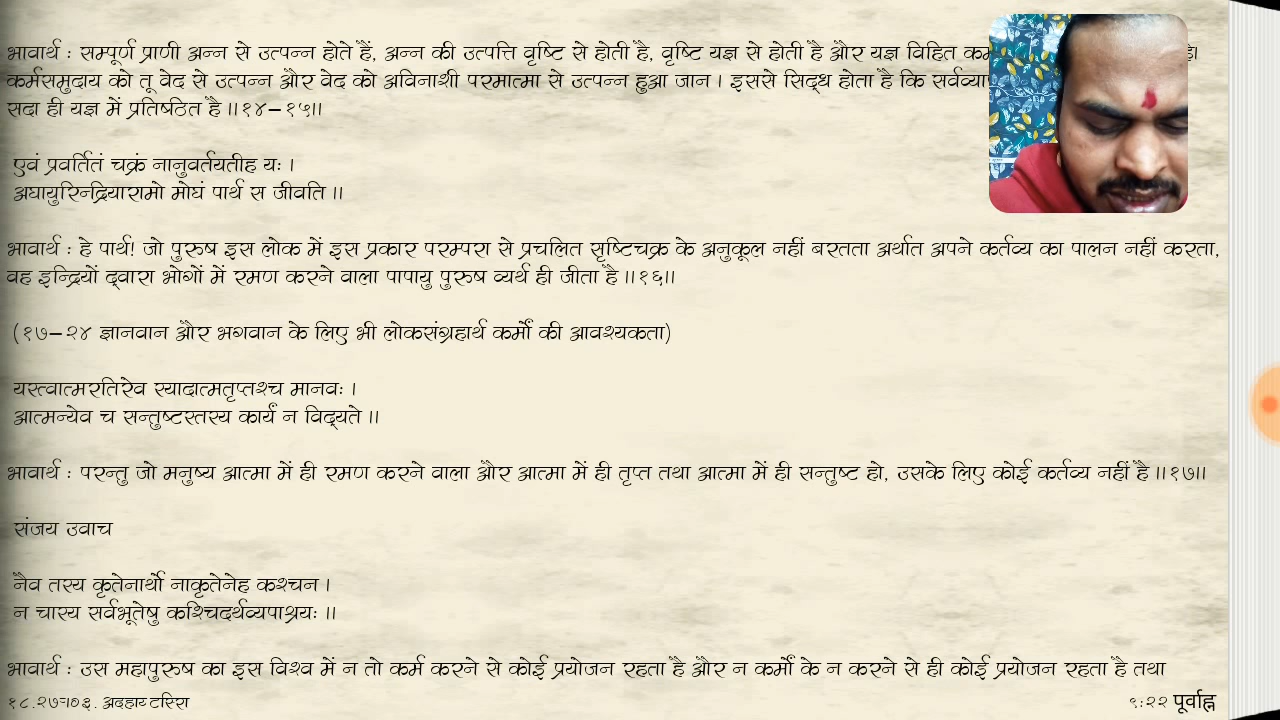 भावार्थ : सम्पूर्ण प्राणी अन्न से उत्पन्न होते हैं, अन्न की उत्पत्ति वृष्टि से होती है, वृष्टि यज्ञ से होती है और यज्ञ विहित है।
कर्मसमुदाय को तू वेद से उत्पन्न और वेद को अविनाशी परमात्मा से उत्पन्न हुआ जान । इससे सिद्ध होता है कि
सदा ही यज्ञ में प्रतिष्ठित है ॥१४-१५॥
एवं प्रवर्तितं चक्रं नानुवर्तयतीह यः ।
अघायुरिन्द्रियारामो मोघं पार्थ स जीवति ॥
भावार्थ : हे पार्थ! जो पुरुष इस लोक में इस प्रकार परम्परा से प्रचलित सृष्टिचक्र के अनुकूल नहीं बरतता अर्थात अपने कर्तव्य का पालन नहीं करता,
वह इन्द्रियों द्वारा भोगों में रमण करने वाला पापायु पुरुष व्यर्थ ही जीता है ॥१६॥
(१७-२४ ज्ञानवान और भगवान के लिए भी लोकसंग्रहार्थ कर्मों की आवश्यकता)
यस्त्वात्मरतिरेव स्यादात्मतृप्तश्च मानवः ।
आत्मन्येव च सन्तुष्टस्तस्य कार्यं न विद्यते ॥
भावार्थ : परन्तु जो मनुष्य आत्मा में ही रमण करने वाला और आत्मा में ही तृप्त तथा आत्मा में ही सन्तुष्ट हो, उसके लिए कोई कर्तव्य नहीं है ॥१७॥
संजय उवाच
नैव तस्य कृतेनार्थो नाकृतेनेह कश्चन ।
न चास्य सर्वभूतेषु कश्चिदर्थव्यपाश्रयः ॥
भावार्थ : उस महापुरुष का इस विश्व में न तो कर्म करने से कोई प्रयोजन रहता है और न कर्मों के न करने से ही कोई प्रयोजन रहता है तथा
९:२२ पूर्वाह्न